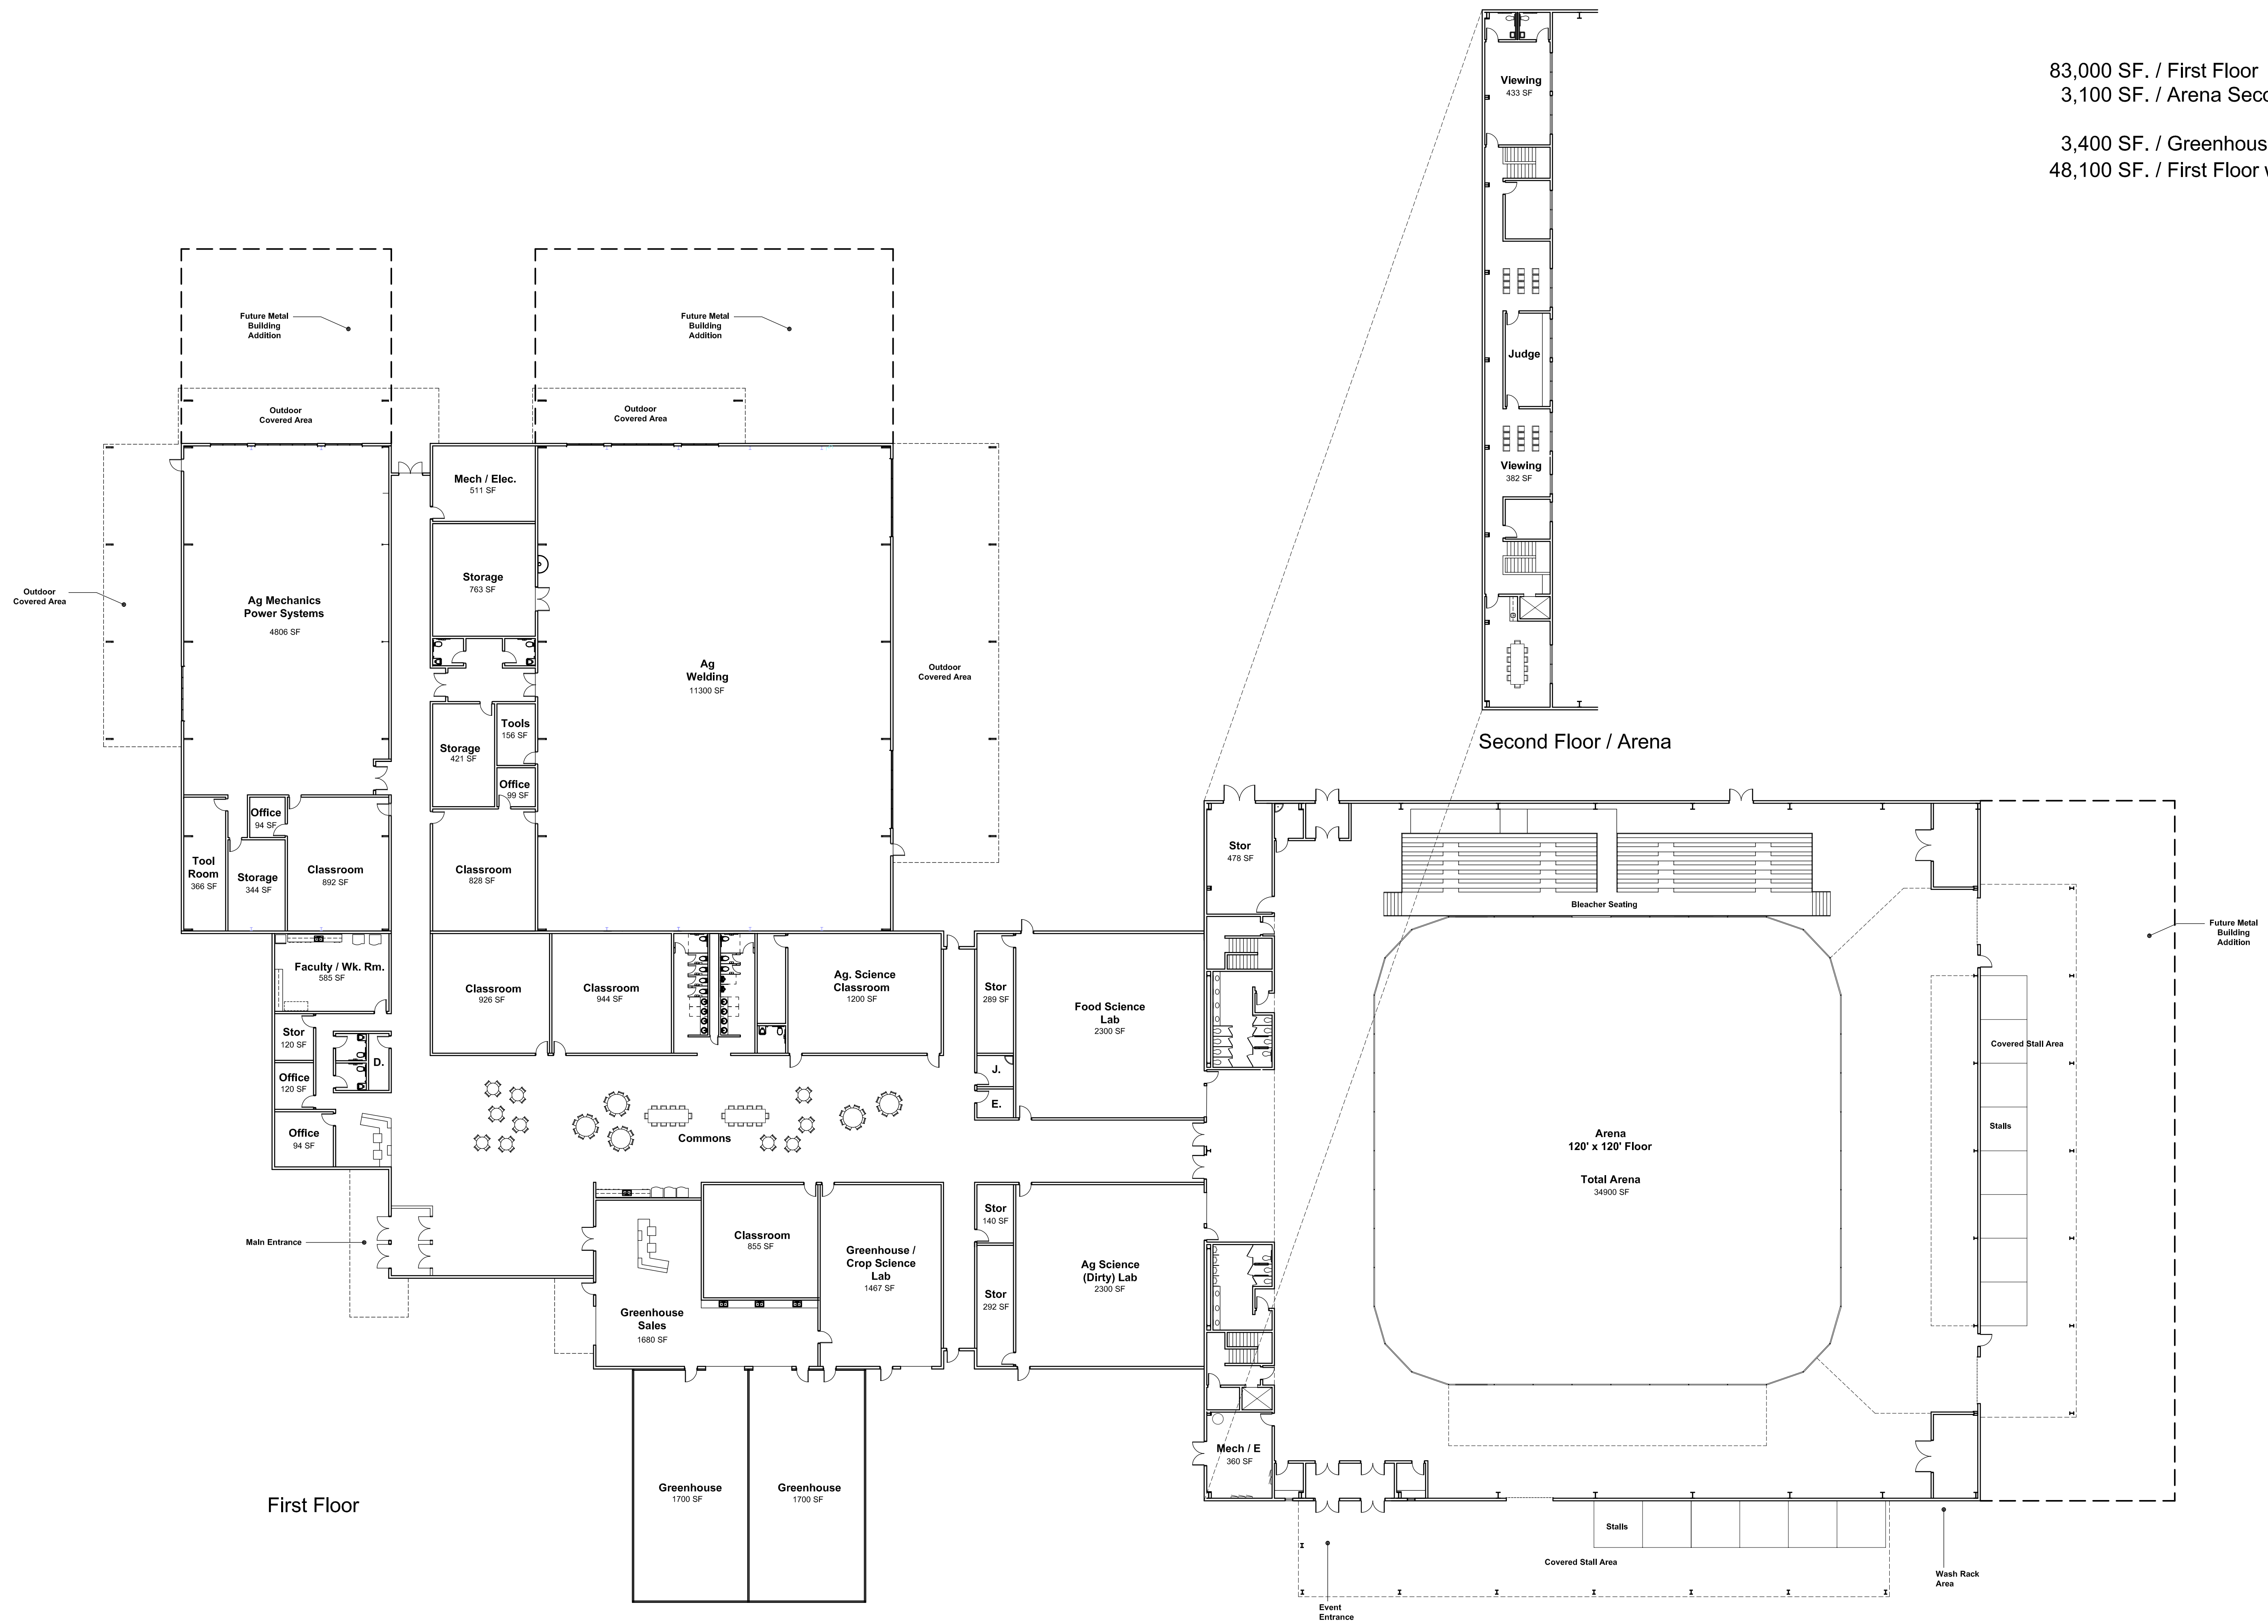 83,000 SF. / First Floor
3,100 SF. / Arena Seco
3,400 SF. / Greenhous
48,100 SF. / First Floor w
Viewing
433 SF
Judge
Viewing
382 SF
Second Floor / Arena
Future Metal
Building
Addition
Future Metal
Building
Addition
Outdoor
Covered Area
Outdoor
Covered Area
Outdoor
Covered Area
Outdoor
Covered Area
Mech / Elec.
511 SF
Storage
763 SF
Ag Mechanics
Power Systems
4806 SF
Ag
Welding
11300 SF
Tools
156 SF
Storage
421 SF
Office
99 SF
Office
94 SF
Tool
Room
366 SF
Storage
344 SF
Classroom
892 SF
Classroom
828 SF
Faculty / Wk. Rm.
585 SF
Classroom
926 SF
Classroom
944 SF
Ag. Science
Classroom
1200 SF
Stor
289 SF
Food Science
Lab
2300 SF
Stor
478 SF
Bleacher Seating
Future Metal
Building
Addition
Stor
120 SF
D.
Office
120 SF
Office
94 SF
J.
E.
Commons
Covered Stall Area
Stalls
Arena
120' x 120' Floor
Total Arena
34900 SF
Main Entrance
Classroom
855 SF
Greenhouse /
Crop Science
Lab
1467 SF
Stor
140 SF
Stor
292 SF
Ag Science
(Dirty) Lab
2300 SF
Greenhouse
Sales
1680 SF
Mech / E
360 SF
Greenhouse
1700 SF
Greenhouse
1700 SF
First Floor
Stalls
Covered Stall Area
Wash Rack
Area
Event
Entrance